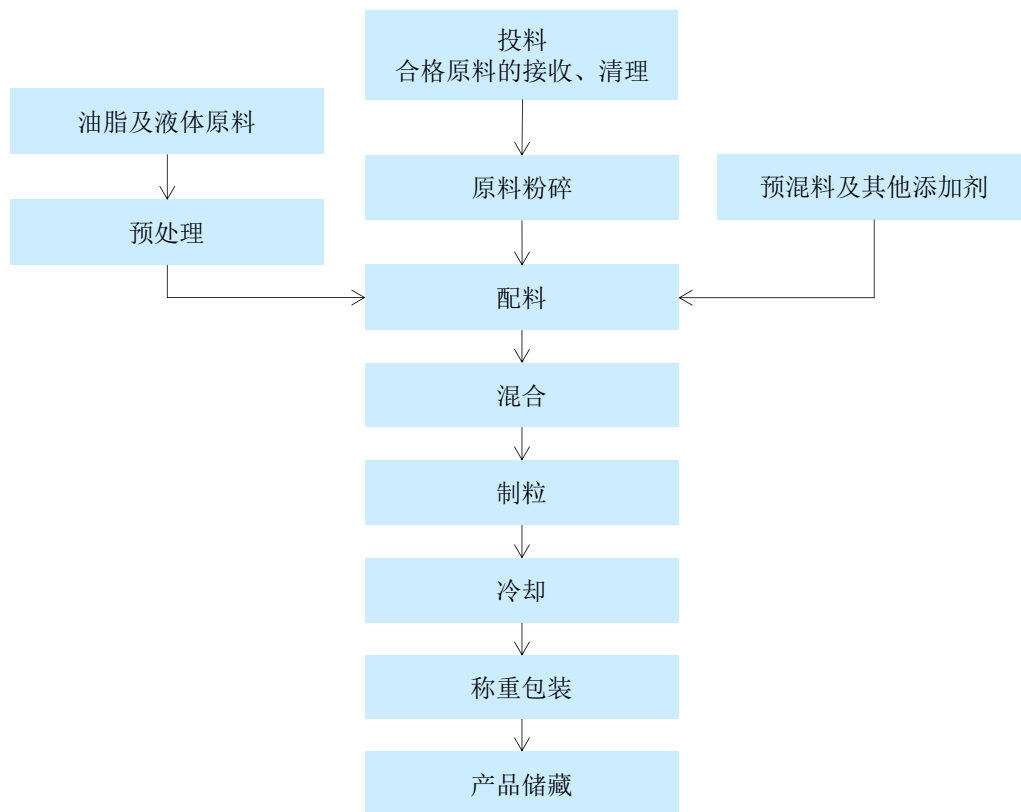 投料
合格原料的接收、清理
油脂及液体原料
原料粉碎
预混料及其他添加剂
预处理
配料
混合
制粒
冷却
称重包装
产品储藏